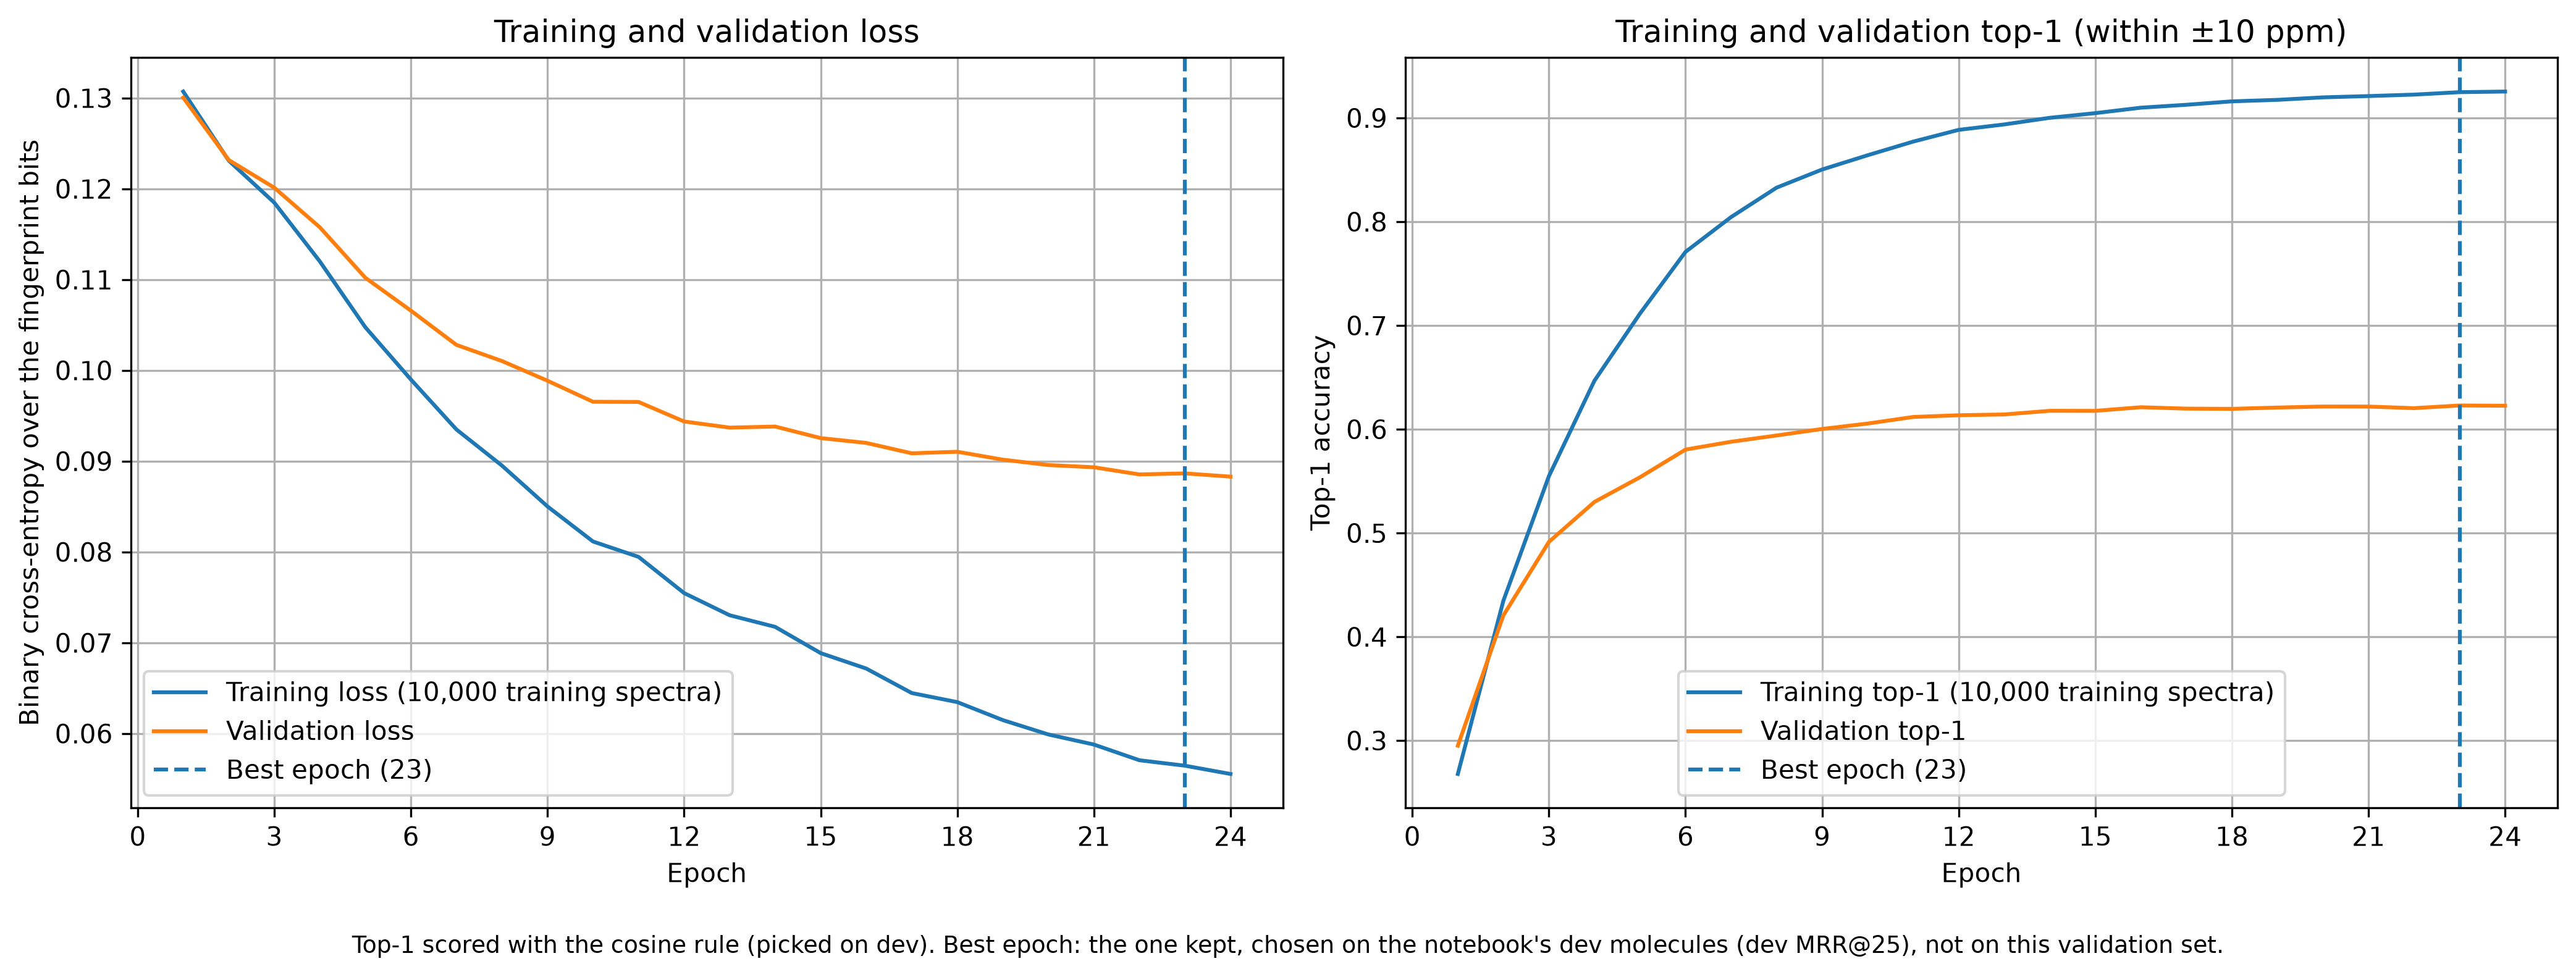 Training and validation loss
Binary cross-entropy over the fingerprint bits
0.13
0.12
0.11
0.10
0.09
0.08
0.07
0.06
Training loss (10,000 training spectra)
Validation loss
Best epoch (23)
0 3 6 9 12 15 18 21 24
Epoch
Training and validation top-1 (within ±10 ppm)
Top-1 accuracy
0.9
0.8
0.7
0.6
0.5
0.4
0.3
Training top-1 (10,000 training spectra)
Validation top-1
Best epoch (23)
0 3 6 9 12 15 18 21 24
Epoch
Top-1 scored with the cosine rule (picked on dev). Best epoch: the one kept, chosen on the notebook's dev molecules (dev MRR@25), not on this validation set.